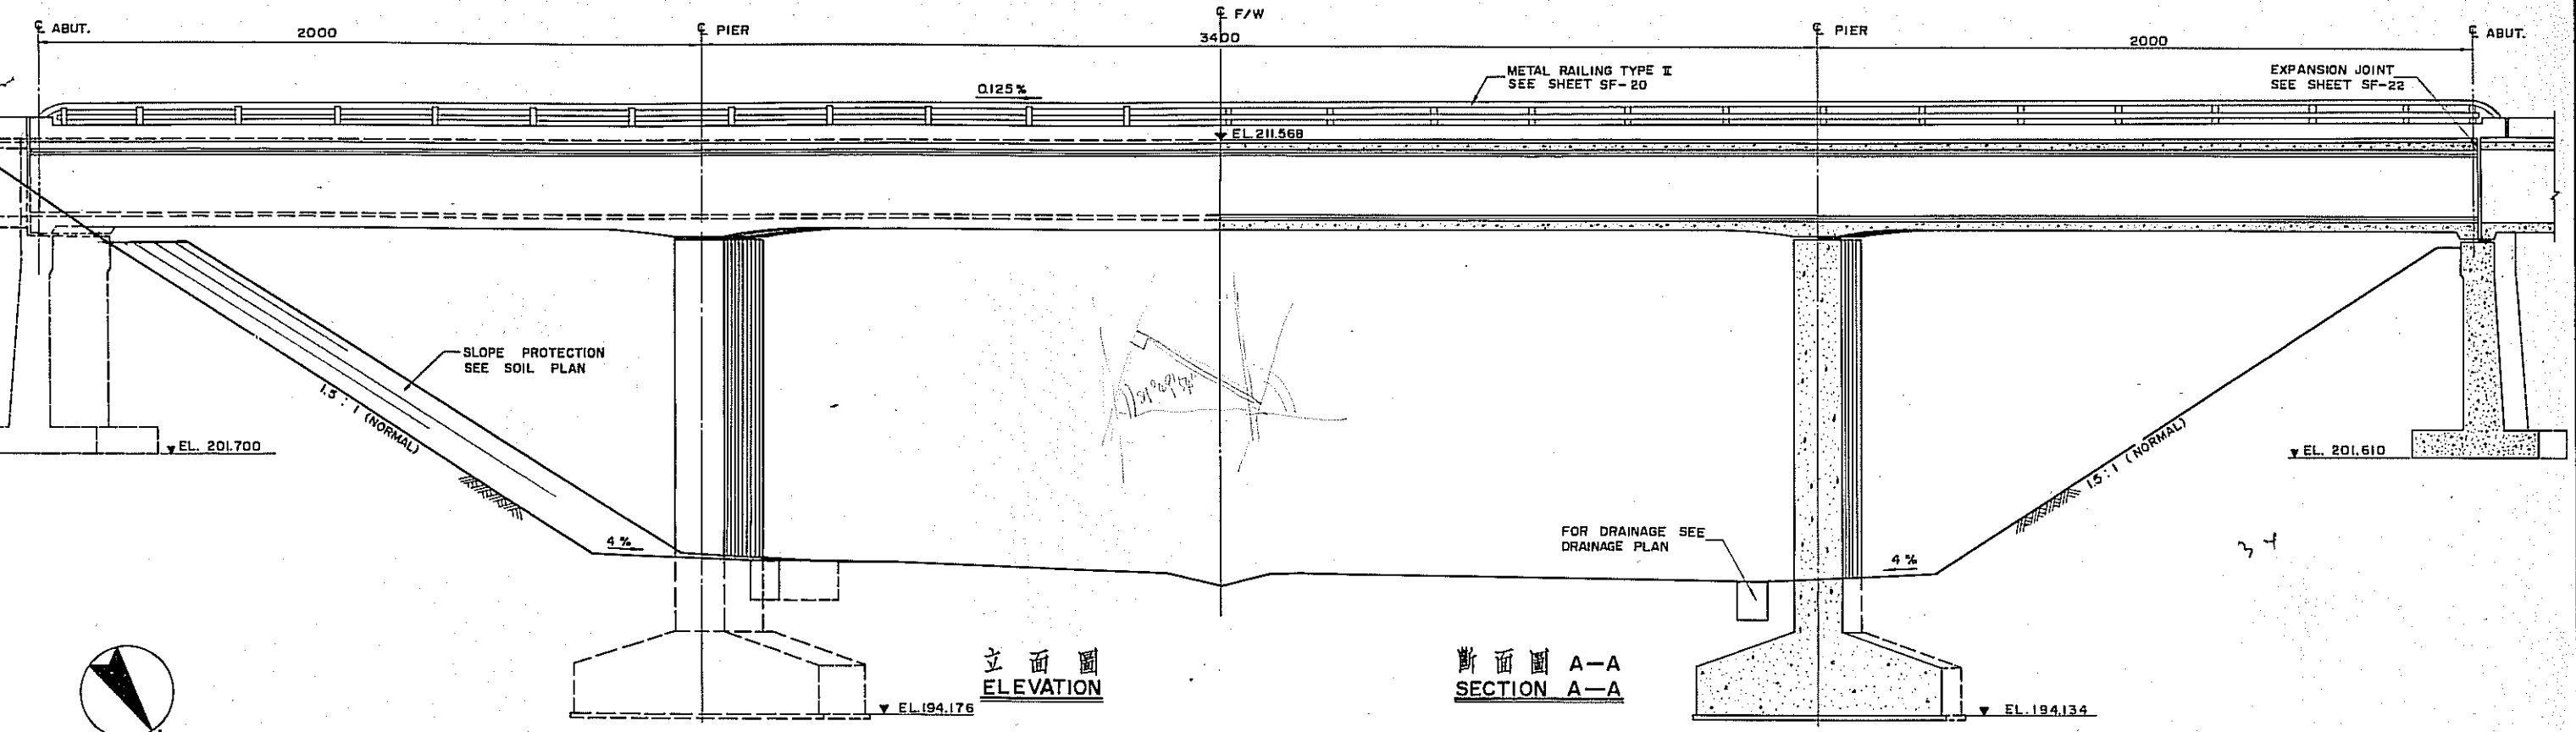 ℄ ABUT.
2000
℄ PIER
℄ F/W
3400
℄ PIER
2000
℄ ABUT.
METAL RAILING TYPE Ⅱ
SEE SHEET SF-20
EXPANSION JOINT
SEE SHEET SF-22
0.125%
EL.211.568
SLOPE PROTECTION
SEE SOIL PLAN
1.5 : 1 (NORMAL)
EL. 201.700
4 %
FOR DRAINAGE SEE
DRAINAGE PLAN
4 %
1.5 : 1 (NORMAL)
EL. 201.610
立面圖
ELEVATION
EL.194.176
斷面圖 A—A
SECTION A—A
EL.194.134